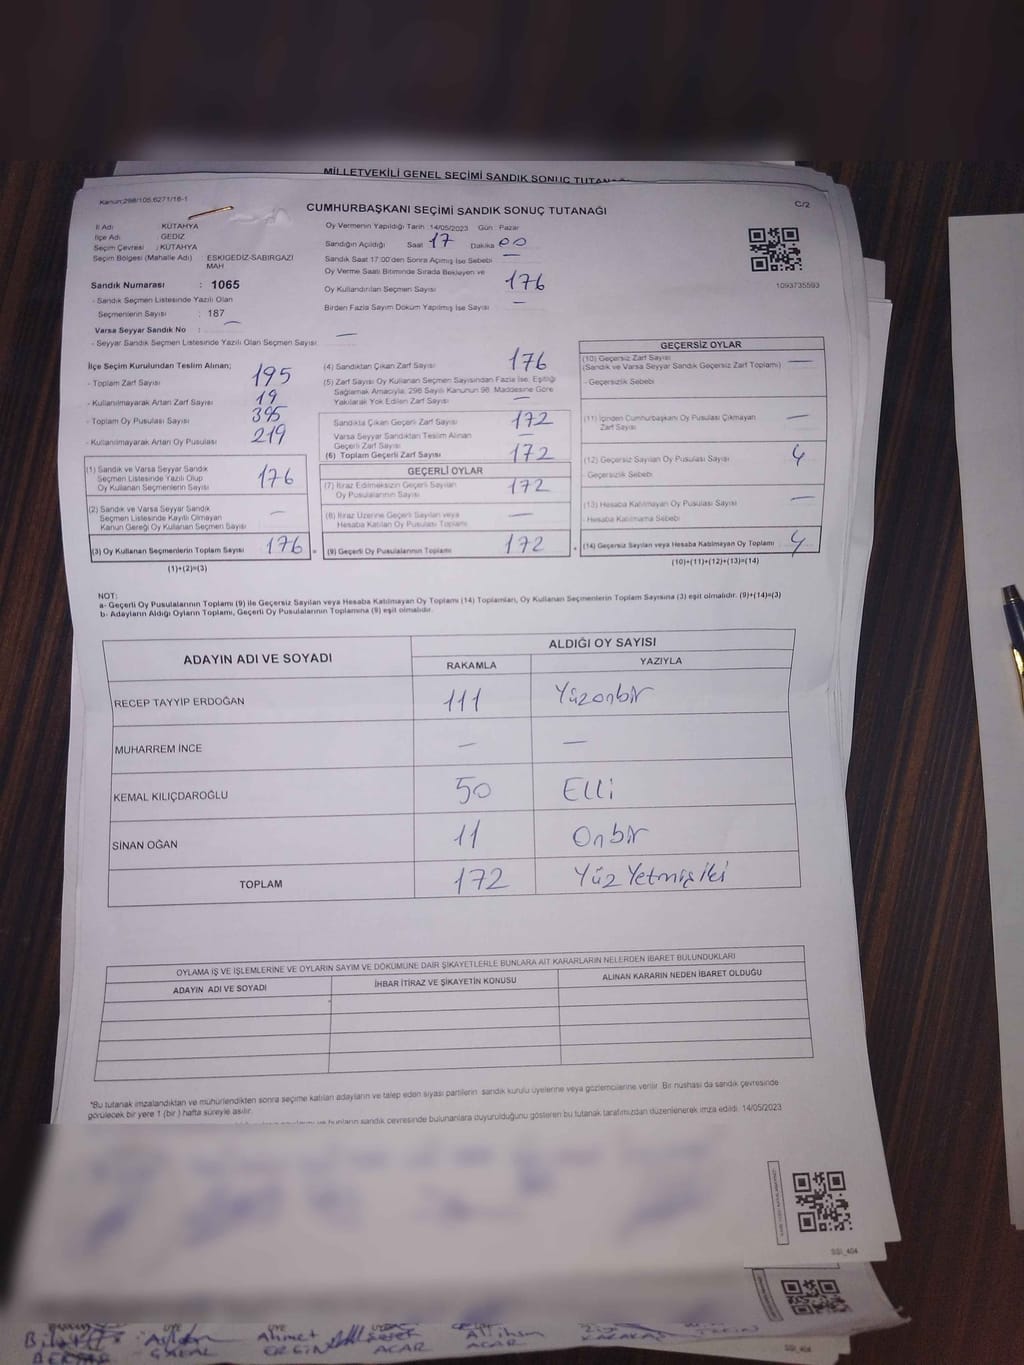 MİLLETVEKİLİ GENEL SEÇİMİ SANDIK SONUÇ TUTANAĞI
Kanun:298/105.6271/16-1
C/2
CUMHURBAŞKANI SEÇİMİ SANDIK SONUÇ TUTANAĞI
İl Adı : KÜTAHYA
İlçe Adı : GEDİZ
Seçim Çevresi : KÜTAHYA
Seçim Bölgesi (Mahalle Adı) : ESKİGEDİZ-SABIRGAZİ MAH
Sandık Numarası : 1065
- Sandık Seçmen Listesinde Yazılı Olan
Seçmenlerin Sayısı : 187
Varsa Seyyar Sandık No : —
- Seyyar Sandık Seçmen Listesinde Yazılı Olan Seçmen Sayısı: —
Oy Vermenin Yapıldığı Tarih :14/05/2023 Gün : Pazar
Sandığın Açıldığı Saat 17 Dakika 00
Sandık Saat 17:00'den Sonra Açılmış İse Sebebi —
Oy Verme Saati Bitiminde Sırada Bekleyen ve
Oy Kullandırılan Seçmen Sayısı 176
Birden Fazla Sayım Döküm Yapılmış İse Sayısı —
1093735593
İlçe Seçim Kurulundan Teslim Alınan;
- Toplam Zarf Sayısı 195
- Kullanılmayarak Artan Zarf Sayısı 19
- Toplam Oy Pusulası 395
- Kullanılmayarak Artan Oy Pusulası 219
(1) Sandık ve Varsa Seyyar Sandık
Seçmen Listesinde Yazılı Olup
Oy Kullanan Seçmenlerin Sayısı 176
(2) Sandık ve Varsa Seyyar Sandık
Seçmen Listesinde Kayıtlı Olmayan
Kanun Gereği Oy Kullanan Seçmen Sayısı —
(3) Oy Kullanan Seçmenlerin Toplam Sayısı 176 =
(1)+(2)=(3)
(4) Sandıktan Çıkan Zarf Sayısı 176
(5) Zarf Sayısı Oy Kullanan Seçmen Sayısından Fazla İse, Eşitliği
Sağlamak Amacıyla, 298 Sayılı Kanunun 98. Maddesine Göre
Yakılarak Yok Edilen Zarf Sayısı —
Sandıkta Çıkan Geçerli Zarf Sayısı 172
Varsa Seyyar Sandıktan Teslim Alınan
Geçerli Zarf Sayısı —
(6) Toplam Geçerli Zarf Sayısı 172
GEÇERLİ OYLAR
(7) İtiraz Edilmeksizin Geçerli Sayılan
Oy Pusulalarının Sayısı 172
(8) İtiraz Üzerine Geçerli Sayılan veya
Hesaba Katılan Oy Pusulası Toplamı —
(9) Geçerli Oy Pusulalarının Toplamı 172 +
GEÇERSİZ OYLAR
(10) Geçersiz Zarf Sayısı
(Sandık ve Varsa Seyyar Sandık Geçersiz Zarf Toplamı) —
- Geçersizlik Sebebi
(11) İçinden Cumhurbaşkanı Oy Pusulası Çıkmayan
Zarf Sayısı —
(12) Geçersiz Sayılan Oy Pusulası Sayısı 4
- Geçersizlik Sebebi
(13) Hesaba Katılmayan Oy Pusulası Sayısı —
- Hesaba Katılmama Sebebi
(14) Geçersiz Sayılan veya Hesaba Katılmayan Oy Toplamı 4
(10)+(11)+(12)+(13)=(14)
NOT:
a- Geçerli Oy Pusulalarının Toplamı (9) ile Geçersiz Sayılan veya Hesaba Katılmayan Oy Toplamı (14) Toplamları, Oy Kullanan Seçmenlerin Toplam Sayısına (3) eşit olmalıdır. (9)+(14)=(3)
b- Adayların Aldığı Oyların Toplamı, Geçerli Oy Pusulalarının Toplamına (9) eşit olmalıdır.
ADAYIN ADI VE SOYADI
ALDIĞI OY SAYISI
RAKAMLA YAZIYLA
RECEP TAYYİP ERDOĞAN 111 Yüzonbir
MUHARREM İNCE — —
KEMAL KILIÇDAROĞLU 50 Elli
SİNAN OĞAN 11 Onbir
TOPLAM 172 Yüz Yetmiş iki
OYLAMA İŞ VE İŞLEMLERİNE VE OYLARIN SAYIM VE DÖKÜMÜNE DAİR ŞİKAYETLERLE BUNLARA AİT KARARLARIN NELERDEN İBARET BULUNDUKLARI
ADAYIN ADI VE SOYADI İHBAR İTİRAZ VE ŞİKAYETİN KONUSU ALINAN KARARIN NEDEN İBARET OLDUĞU
*Bu tutanak imzalandıktan ve mühürlendikten sonra seçime katılan adayların ve talep eden siyasi partilerin sandık kurulu üyelerine veya gözlemcilerine verilir. Bir nüshası da sandık çevresinde
görülecek bir yere 1 (bir ) hafta süreyle asılır.
bunların sandık çevresinde bulunanlara duyurulduğunu gösteren bu tutanak tarafımızdan düzenlenerek imza edildi. 14/05/2023
SSI_404
Ahmet
ERGİN
ACAR
Alihsan
ACAR
SSI_404